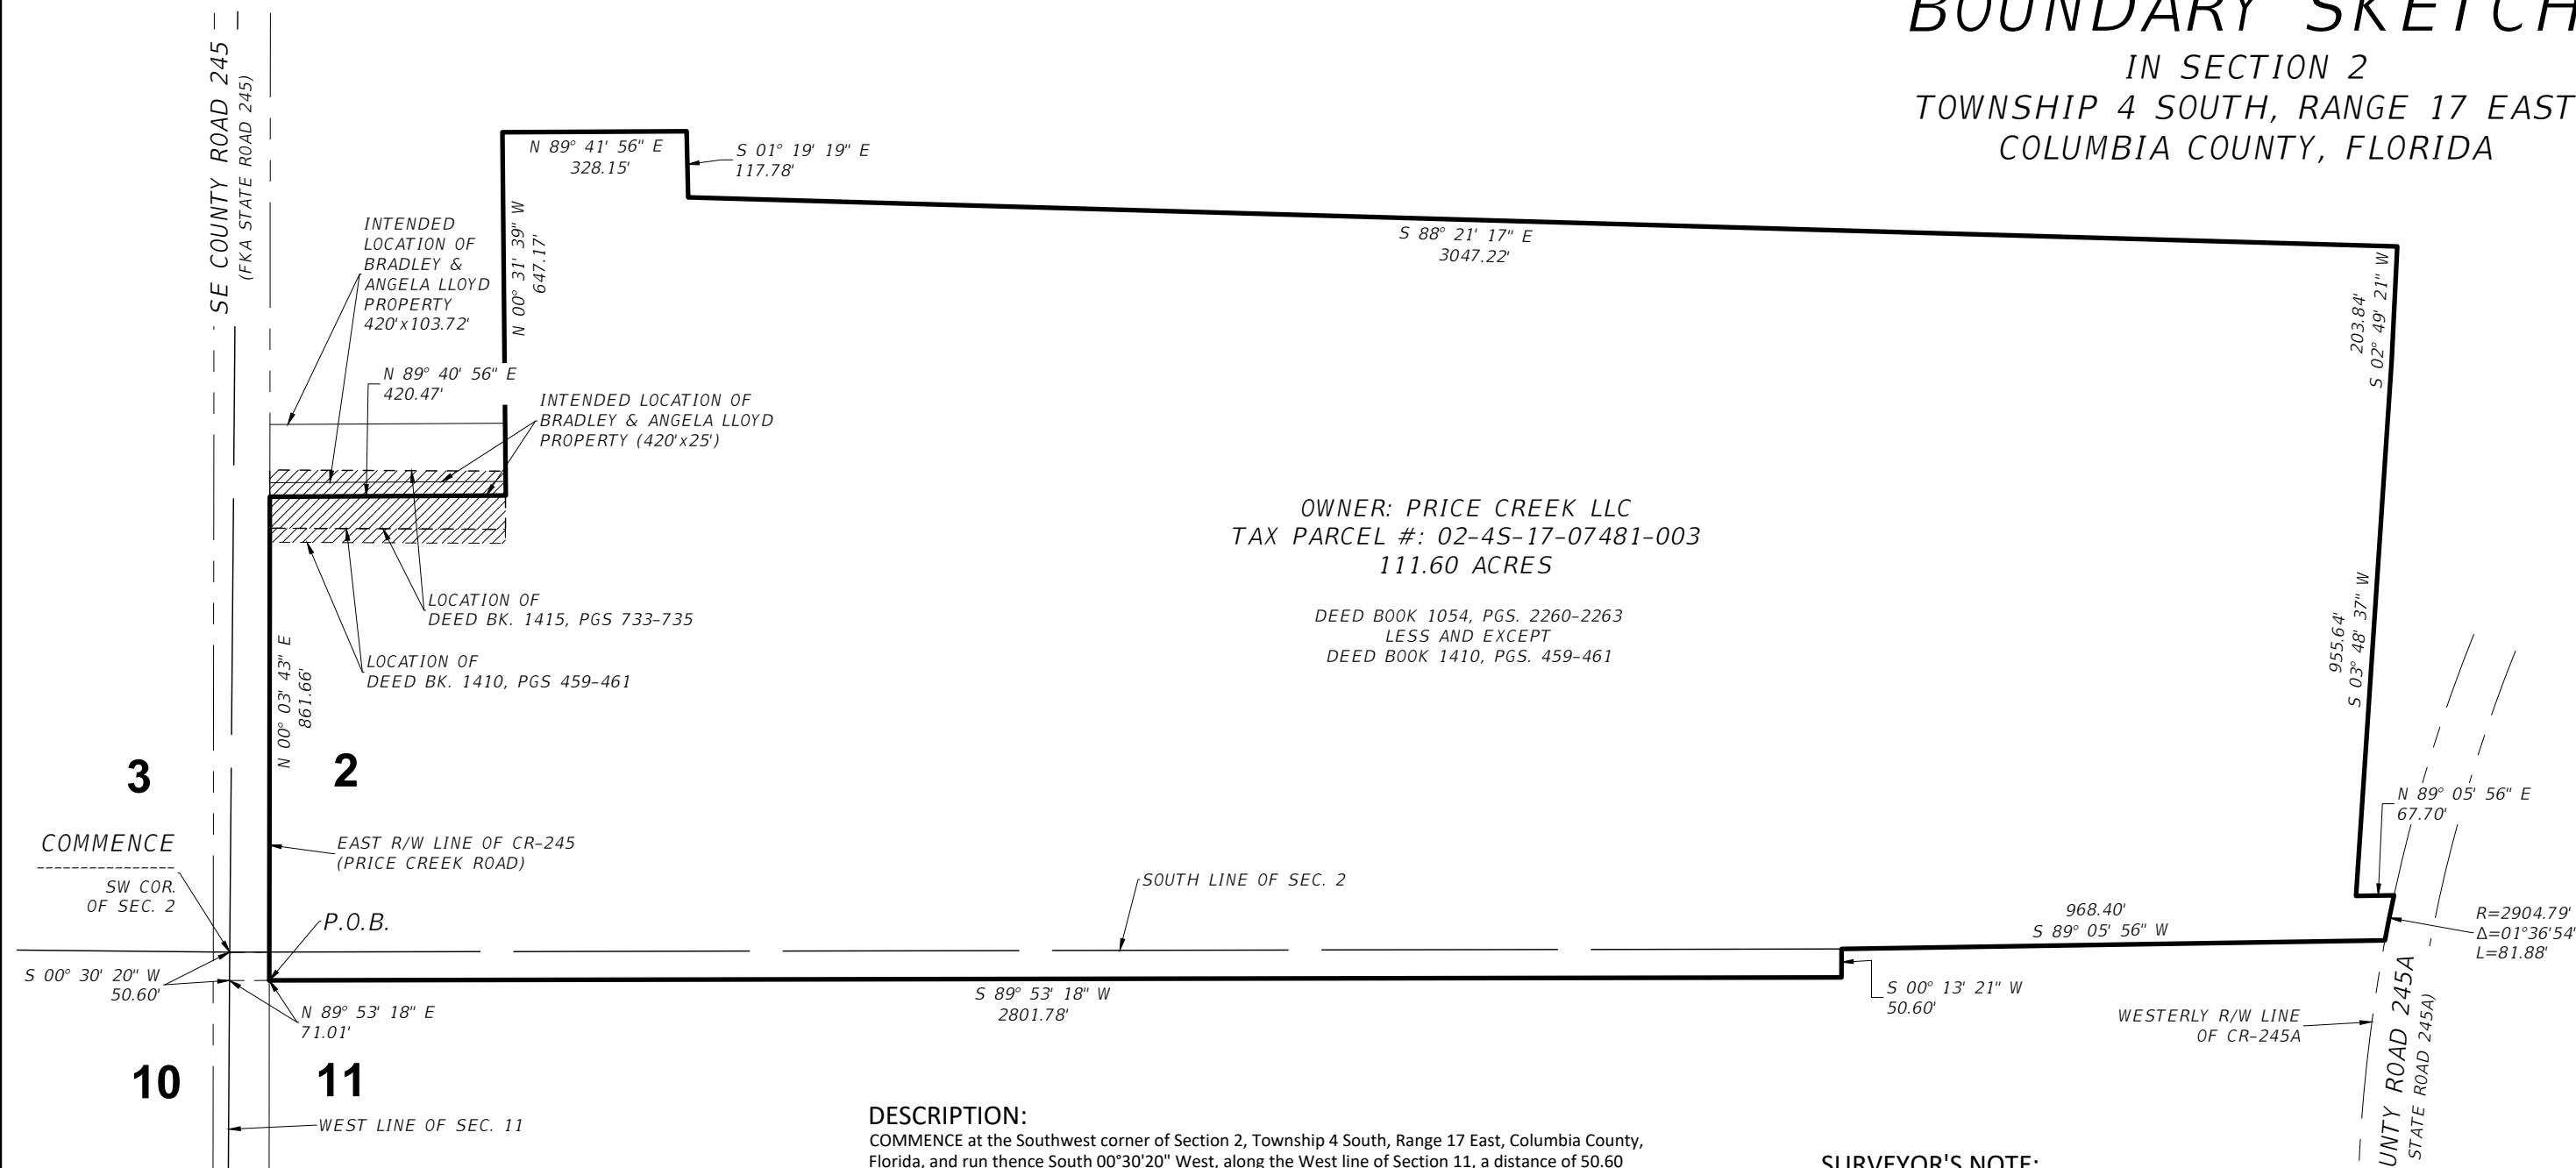 BOUNDARY SKETCH
IN SECTION 2
TOWNSHIP 4 SOUTH, RANGE 17 EAST
COLUMBIA COUNTY, FLORIDA
SE COUNTY ROAD 245
(FKA STATE ROAD 245)
N 89° 41' 56" E
328.15'
S 01° 19' 19" E
117.78'
N 00° 31' 39" W
647.17'
S 88° 21' 17" E
3047.22'
203.84'
S 02° 49' 21" W
INTENDED
LOCATION OF
BRADLEY &
ANGELA LLOYD
PROPERTY
420'x103.72'
N 89° 40' 56" E
420.47'
INTENDED LOCATION OF
BRADLEY & ANGELA LLOYD
PROPERTY (420'x25')
OWNER: PRICE CREEK LLC
TAX PARCEL #: 02-4S-17-07481-003
111.60 ACRES
DEED BOOK 1054, PGS. 2260-2263
LESS AND EXCEPT
DEED BOOK 1410, PGS. 459-461
LOCATION OF
DEED BK. 1415, PGS 733-735
LOCATION OF
DEED BK. 1410, PGS 459-461
955.64'
S 03° 48' 37" W
N 00° 03' 43" E
861.66'
3
2
COMMENCE
SW COR.
OF SEC. 2
EAST R/W LINE OF CR-245
(PRICE CREEK ROAD)
P.O.B.
SOUTH LINE OF SEC. 2
N 89° 05' 56" E
67.70'
968.40'
S 89° 05' 56" W
R=2904.79'
Δ=01°36'54"
L=81.88'
S 00° 30' 20" W
50.60'
N 89° 53' 18" E
71.01'
S 89° 53' 18" W
2801.78'
S 00° 13' 21" W
50.60'
WESTERLY R/W LINE
OF CR-245A
UNTY ROAD 245A
STATE ROAD 245A)
10
11
WEST LINE OF SEC. 11
DESCRIPTION:
COMMENCE at the Southwest corner of Section 2, Township 4 South, Range 17 East, Columbia County,
Florida, and run thence South 00°30'20" West, along the West line of Section 11, a distance of 50.60
SURVEYOR'S NOTE: